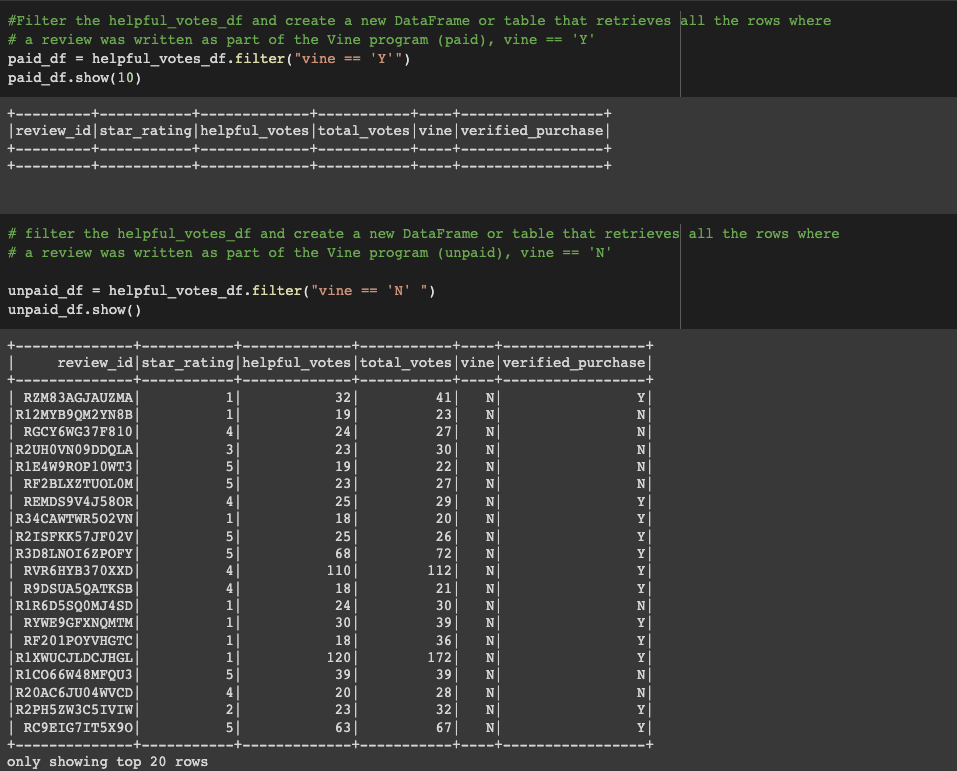 #Filter the helpful_votes_df and create a new DataFrame or table that retrieves all the rows where
# a review was written as part of the Vine program (paid), vine == 'Y'
paid_df = helpful_votes_df.filter("vine == 'Y'")
paid_df.show(10)
+---------+-----------+-------------+-----------+----+-----------------+
|review_id|star_rating|helpful_votes|total_votes|vine|verified_purchase|
+---------+-----------+-------------+-----------+----+-----------------+
+---------+-----------+-------------+-----------+----+-----------------+
# filter the helpful_votes_df and create a new DataFrame or table that retrieves all the rows where
# a review was written as part of the Vine program (unpaid), vine == 'N'
unpaid_df = helpful_votes_df.filter("vine == 'N' ")
unpaid_df.show()
+--------------+-----------+-------------+-----------+----+-----------------+
|     review_id|star_rating|helpful_votes|total_votes|vine|verified_purchase|
+--------------+-----------+-------------+-----------+----+-----------------+
| RZM83AGJAUZMA|          1|           32|         41|   N|                Y|
|R12MYB9QM2YN8B|          1|           19|         23|   N|                N|
| RGCY6WG37F810|          4|           24|         27|   N|                N|
|R2UH0VN09DDQLA|          3|           23|         30|   N|                N|
|R1E4W9ROP10WT3|          5|           19|         22|   N|                N|
| RF2BLXZTUOL0M|          5|           23|         27|   N|                N|
| REMDS9V4J58OR|          4|           25|         29|   N|                Y|
|R34CAWTWR5O2VN|          1|           18|         20|   N|                Y|
|R2ISFKK57JF02V|          5|           25|         26|   N|                Y|
|R3D8LNOI6ZPOFY|          5|           68|         72|   N|                Y|
| RVR6HYB370XXD|          4|          110|        112|   N|                Y|
| R9DSUA5QATKSB|          4|           18|         21|   N|                Y|
|R1R6D5SQ0MJ4SD|          1|           24|         30|   N|                N|
| RYWE9GFXNQMTM|          1|           30|         39|   N|                Y|
| RF201POYVHGTC|          1|           18|         36|   N|                Y|
|R1XWUCJLDCJHGL|          1|          120|        172|   N|                Y|
|R1CO66W48MFQU3|          5|           39|         39|   N|                N|
|R20AC6JU04WVCD|          4|           20|         28|   N|                N|
|R2PH5ZW3C5IVIW|          2|           23|         32|   N|                Y|
| RC9EIG7IT5X9O|          5|           63|         67|   N|                Y|
+--------------+-----------+-------------+-----------+----+-----------------+
only showing top 20 rows